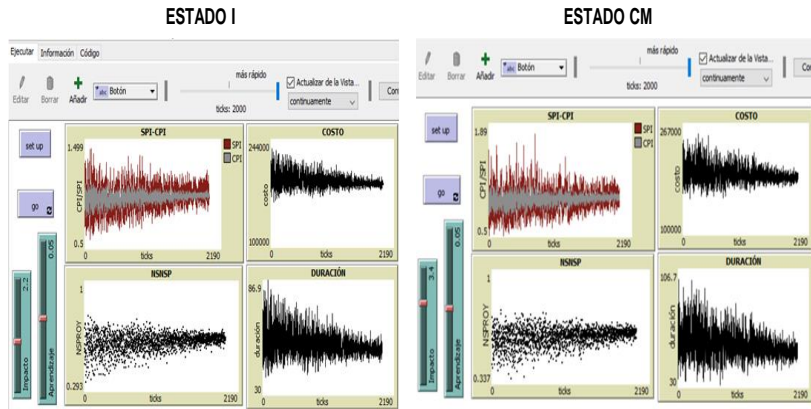 ESTADO I
Ejecutar Información Código
Editar Borrar Añadir
abc Botón
más rápido
ticks: 2000
Actualizar de la Vista...
continuamente
Con
set up
go
Impacto 2.2
Aprendizaje 0.05
SPI-CPI
1.499
CPI/SPI
0.5
0 ticks 2190
SPI
CPI
COSTO
244000
costo
100000
0 2190
NSNSP
1
NSPROY
0.293
0 ticks 2190
DURACIÓN
86.9
duración
30
0 ticks 2190
ESTADO CM
Editar Borrar Añadir
abc Botón
más rápido
ticks: 2000
Actualizar de la Vista...
continuamente
Co
set up
go
Impacto 3.4
Aprendizaje 0.05
SPI-CPI
1.89
CPI/SPI
0.5
0 ticks 2190
SPI
CPI
COSTO
267000
costo
100000
0 ticks 2190
NSNSP
1
NSPROY
0.337
0 ticks 2190
DURACIÓN
106.7
duración
30
0 ticks 2190